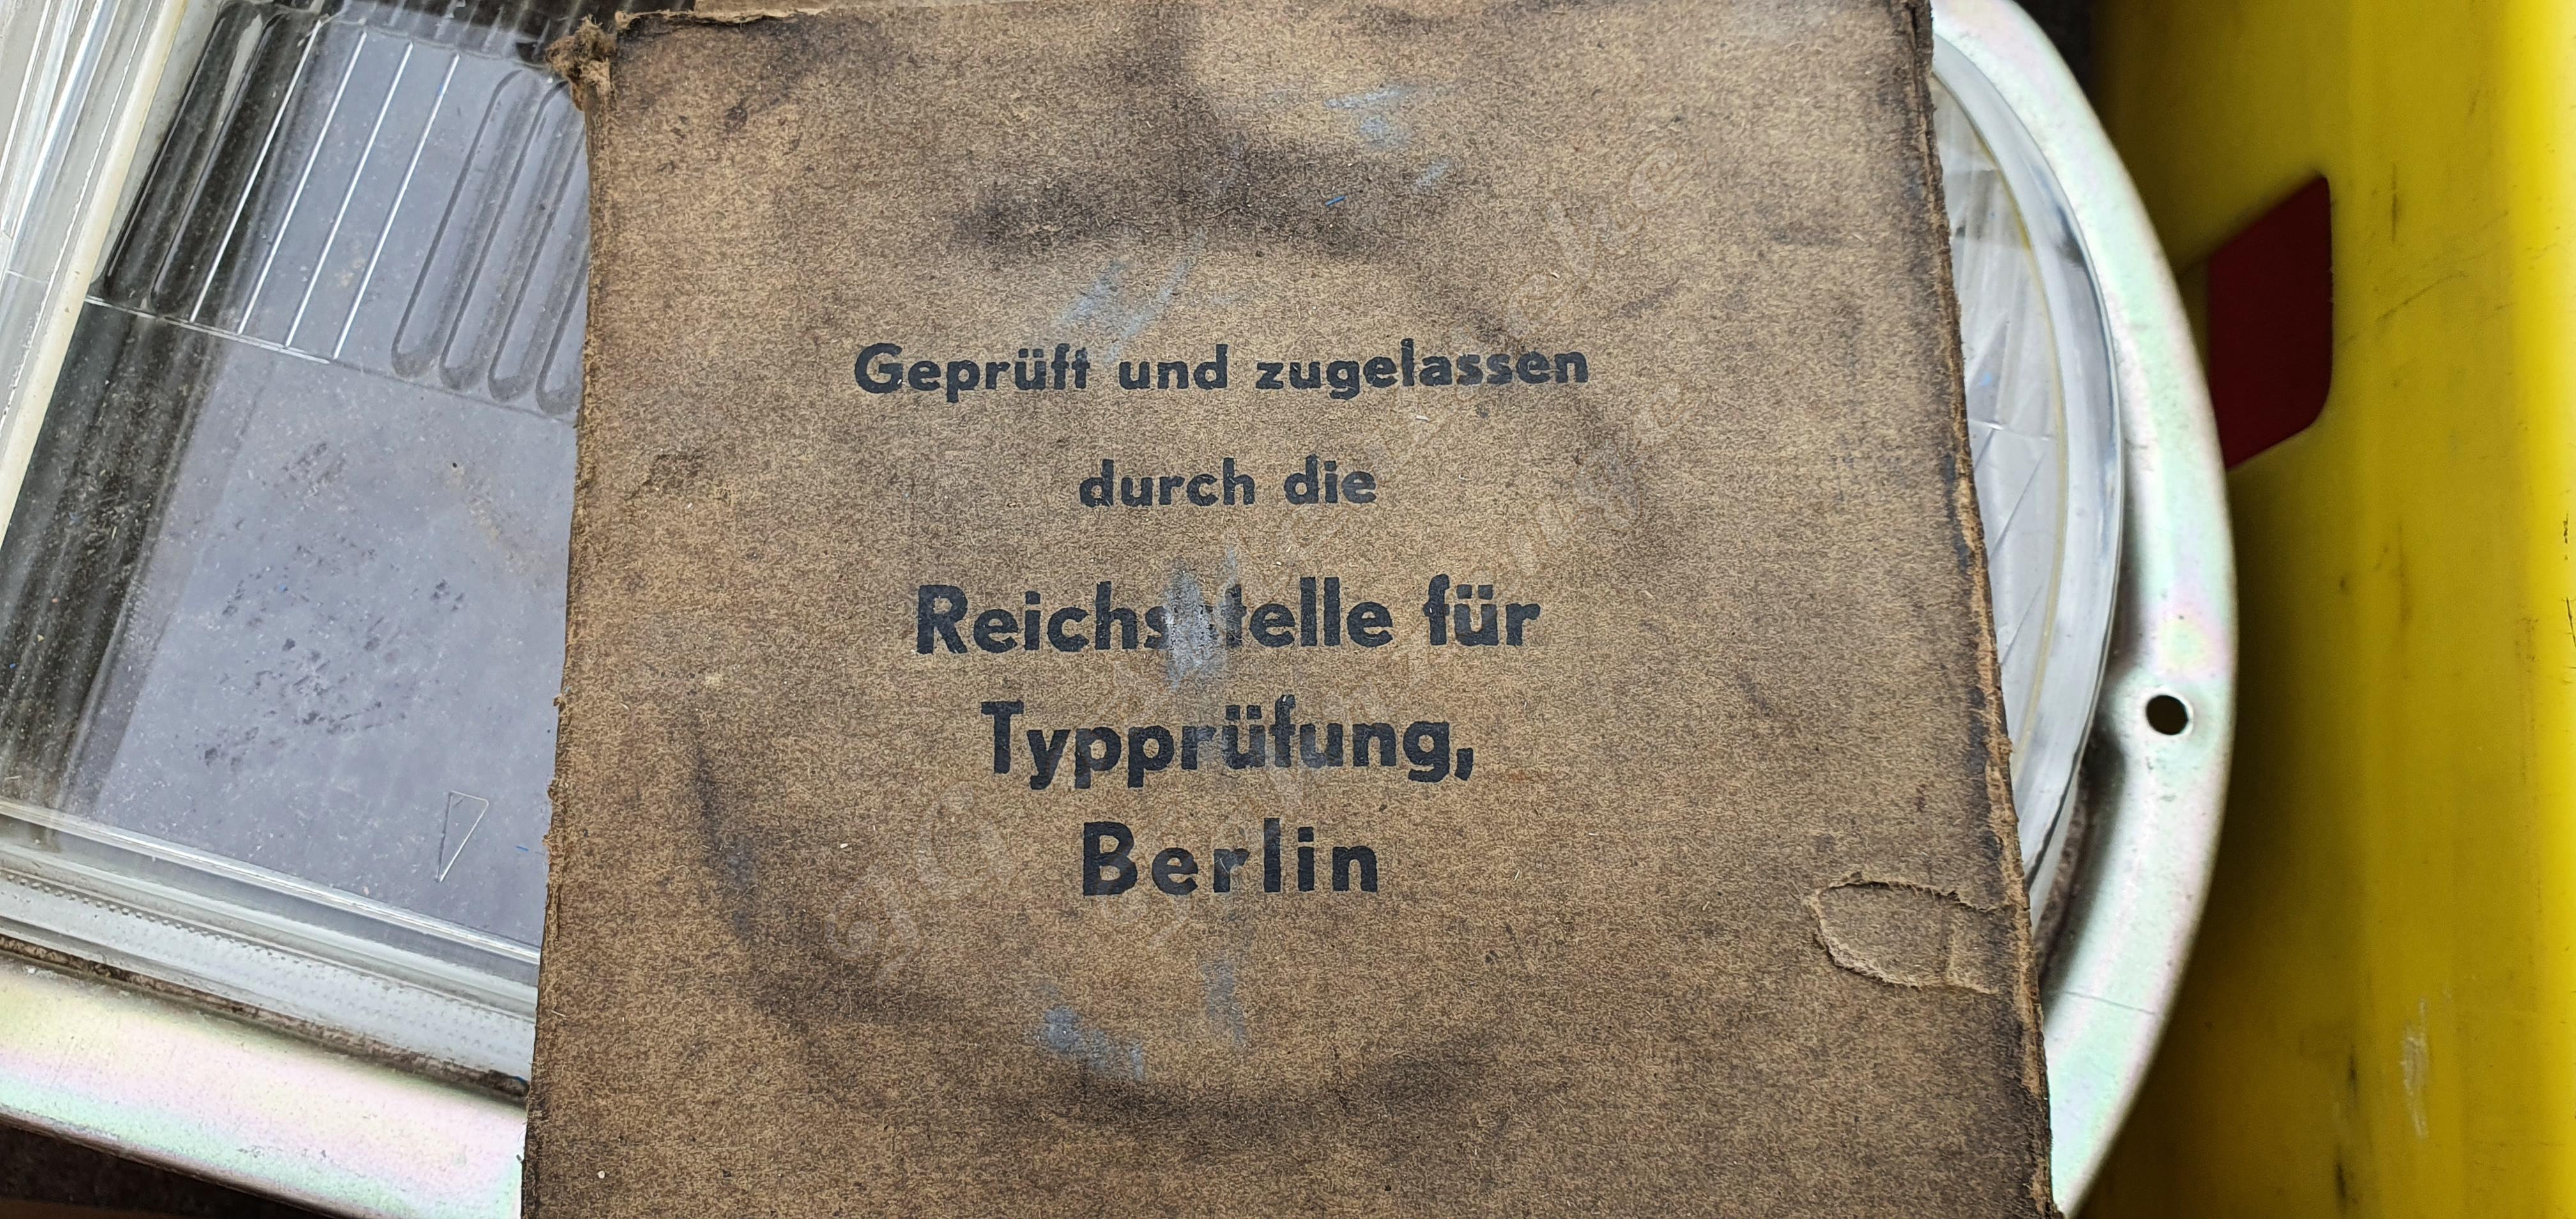 Geprüft und zugelassen
durch die
Reichsstelle für
Typprüfung,
Berlin